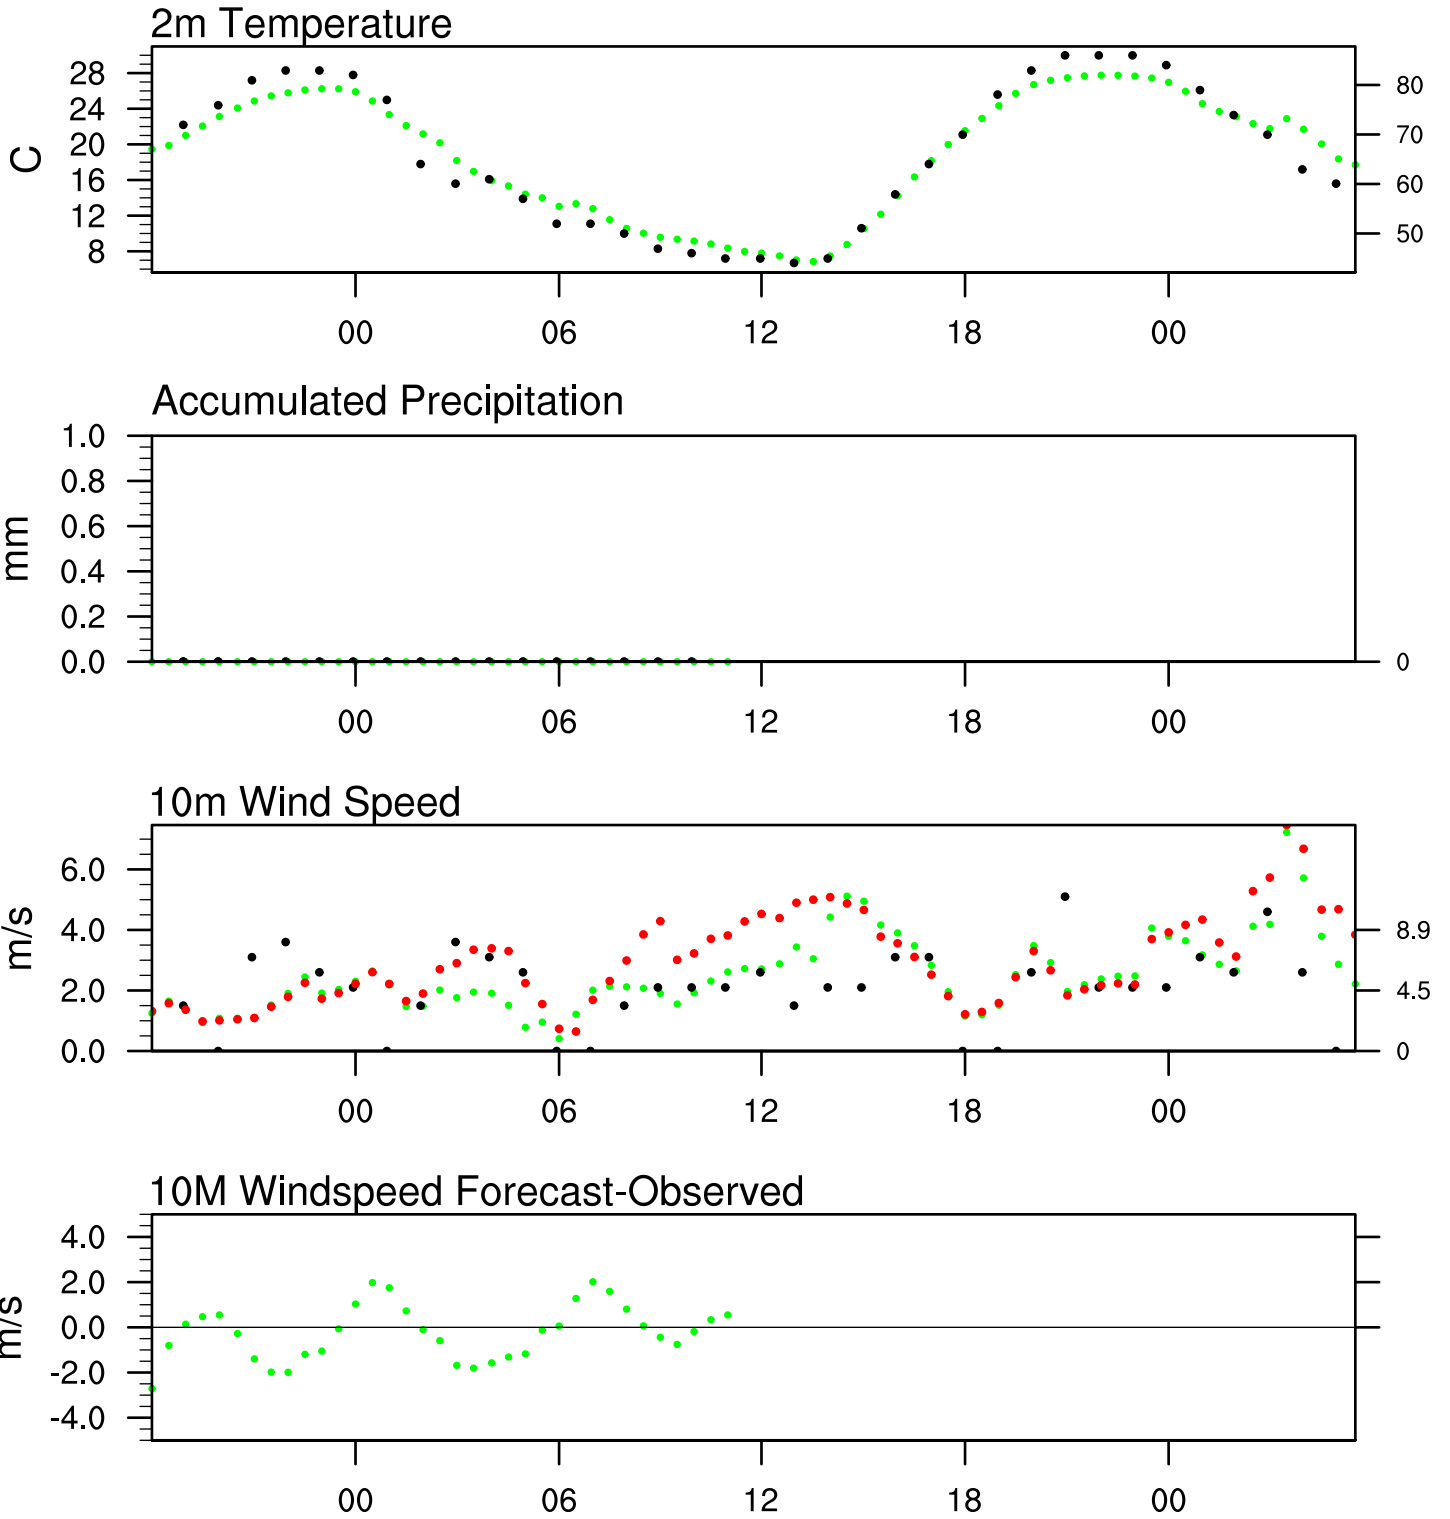 2m Temperature
28
24
20
16
12
8
C
80
70
60
50
00 06 12 18 00
Accumulated Precipitation
1.0
0.8
0.6
0.4
0.2
0.0
mm
0
00 06 12 18 00
10m Wind Speed
6.0
4.0
2.0
0.0
m/s
8.9
4.5
0
00 06 12 18 00
10M Windspeed Forecast-Observed
4.0
2.0
0.0
-2.0
-4.0
m/s
00 06 12 18 00